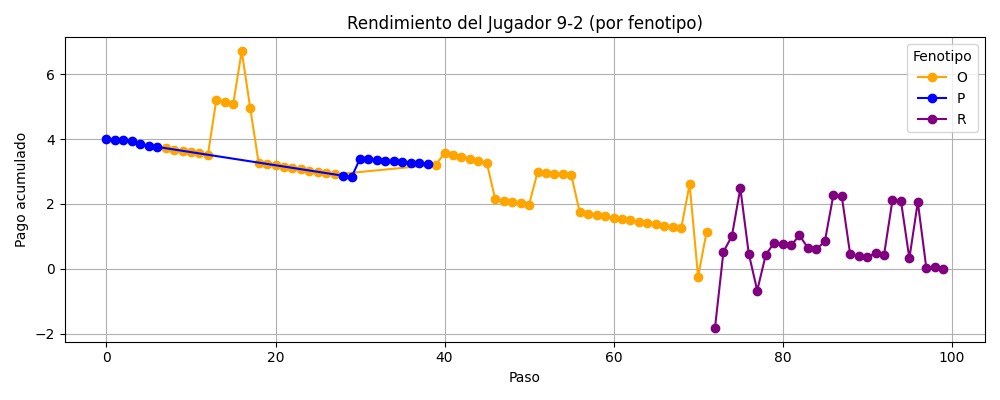 Rendimiento del Jugador 9-2 (por fenotipo)
Pago acumulado
6
4
2
0
−2
Fenotipo
O
P
R
0 20 40 60 80 100
Paso